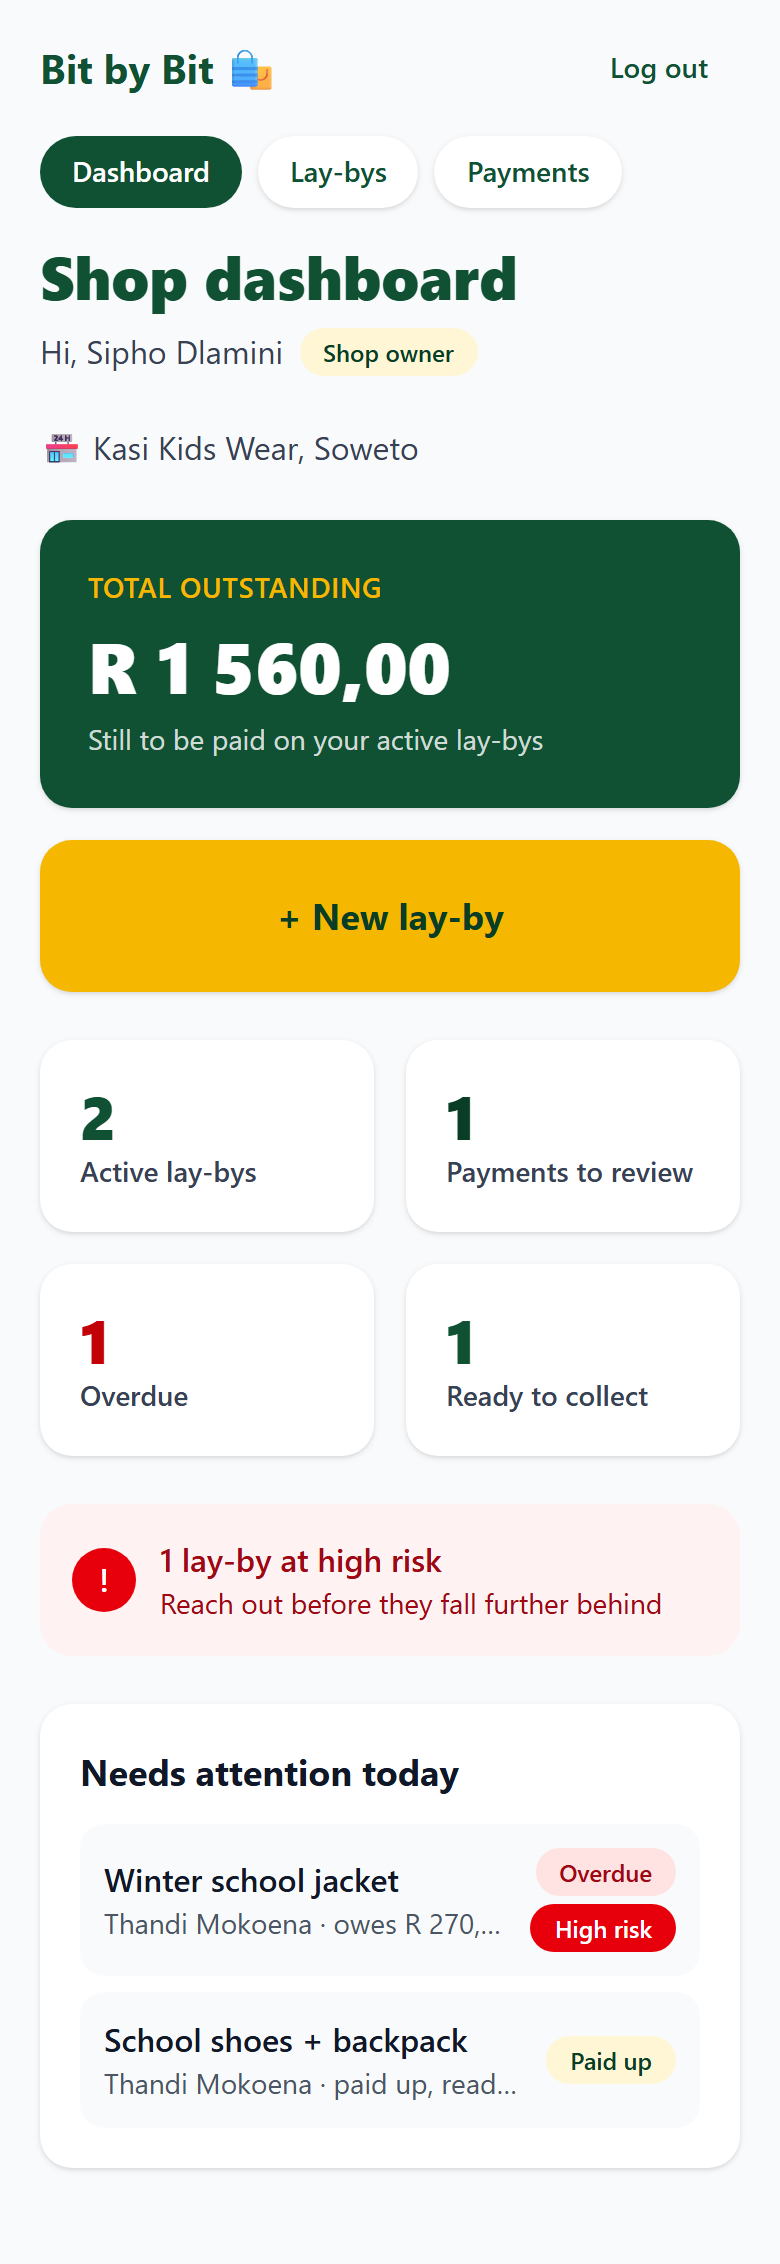 Bit by Bit
Log out
Dashboard
Lay-bys
Payments
Shop dashboard
Hi, Sipho Dlamini
Shop owner
24H
Kasi Kids Wear, Soweto
TOTAL OUTSTANDING
R 1 560,00
Still to be paid on your active lay-bys
+ New lay-by
2
Active lay-bys
1
Payments to review
1
Overdue
1
Ready to collect
!
1 lay-by at high risk
Reach out before they fall further behind
Needs attention today
Winter school jacket
Overdue
Thandi Mokoena · owes R 270,...
High risk
School shoes + backpack
Thandi Mokoena · paid up, read...
Paid up